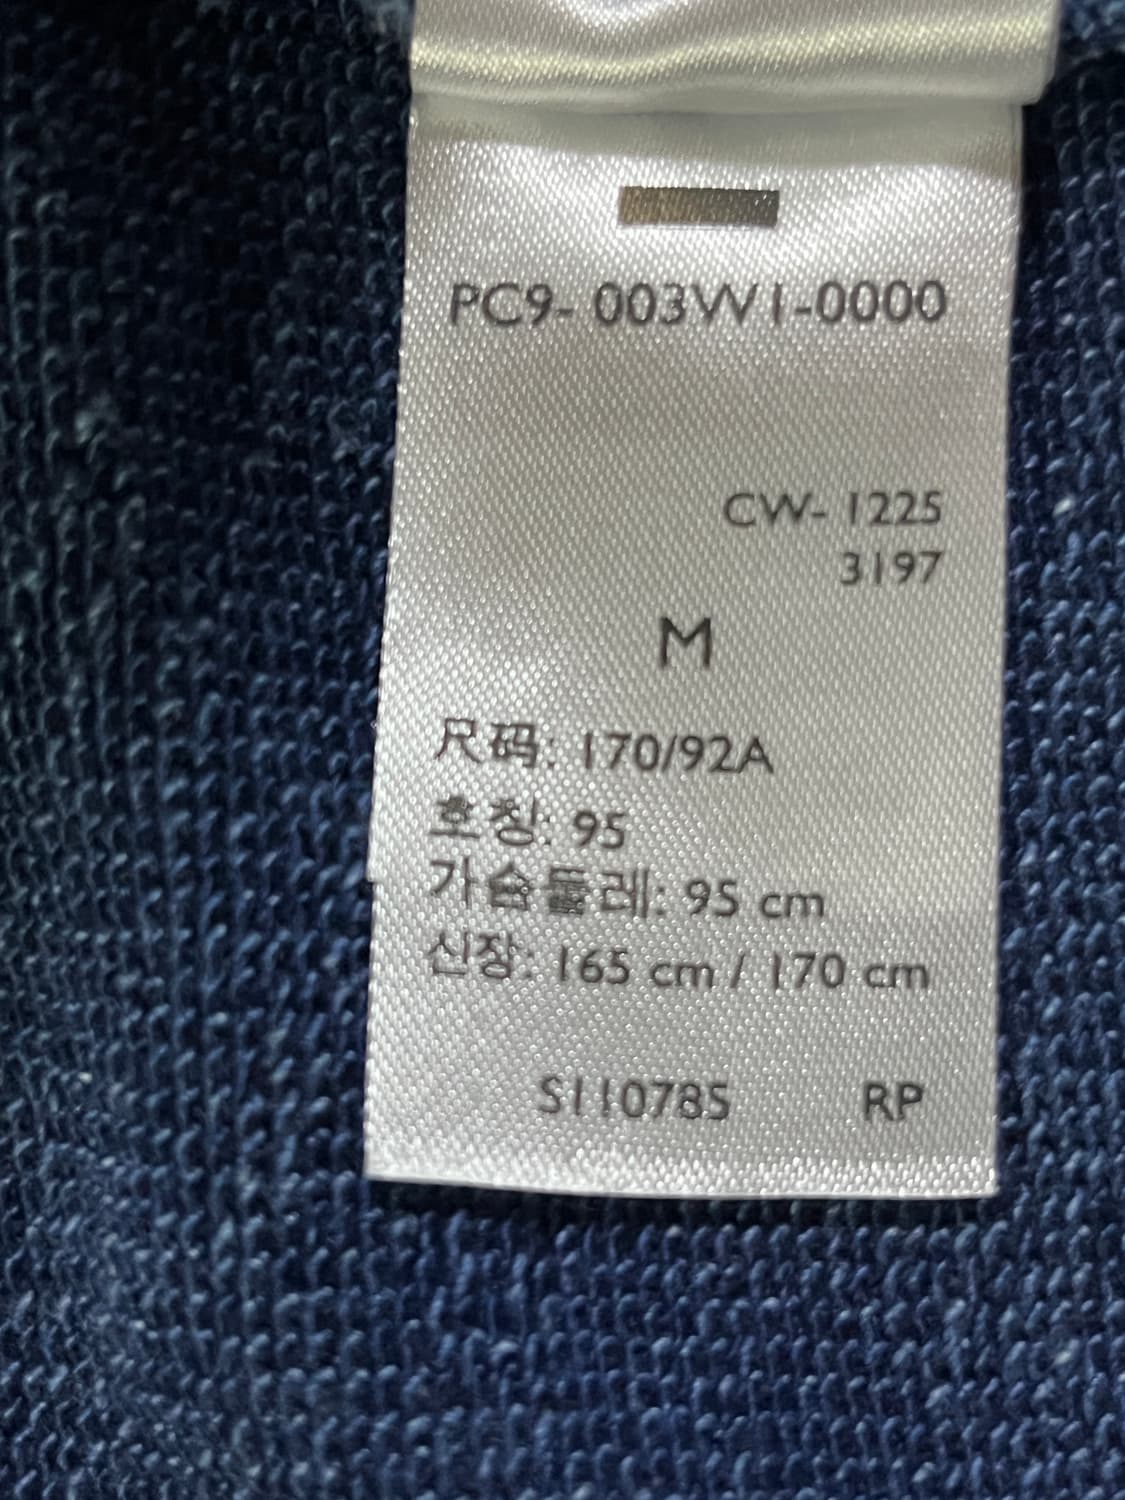 PC9- 003W1-0000
CW- 1225
3197
M
尺码: 170/92A
호칭: 95
가슴둘레: 95 cm
신장: 165 cm / 170 cm
S110785 RP